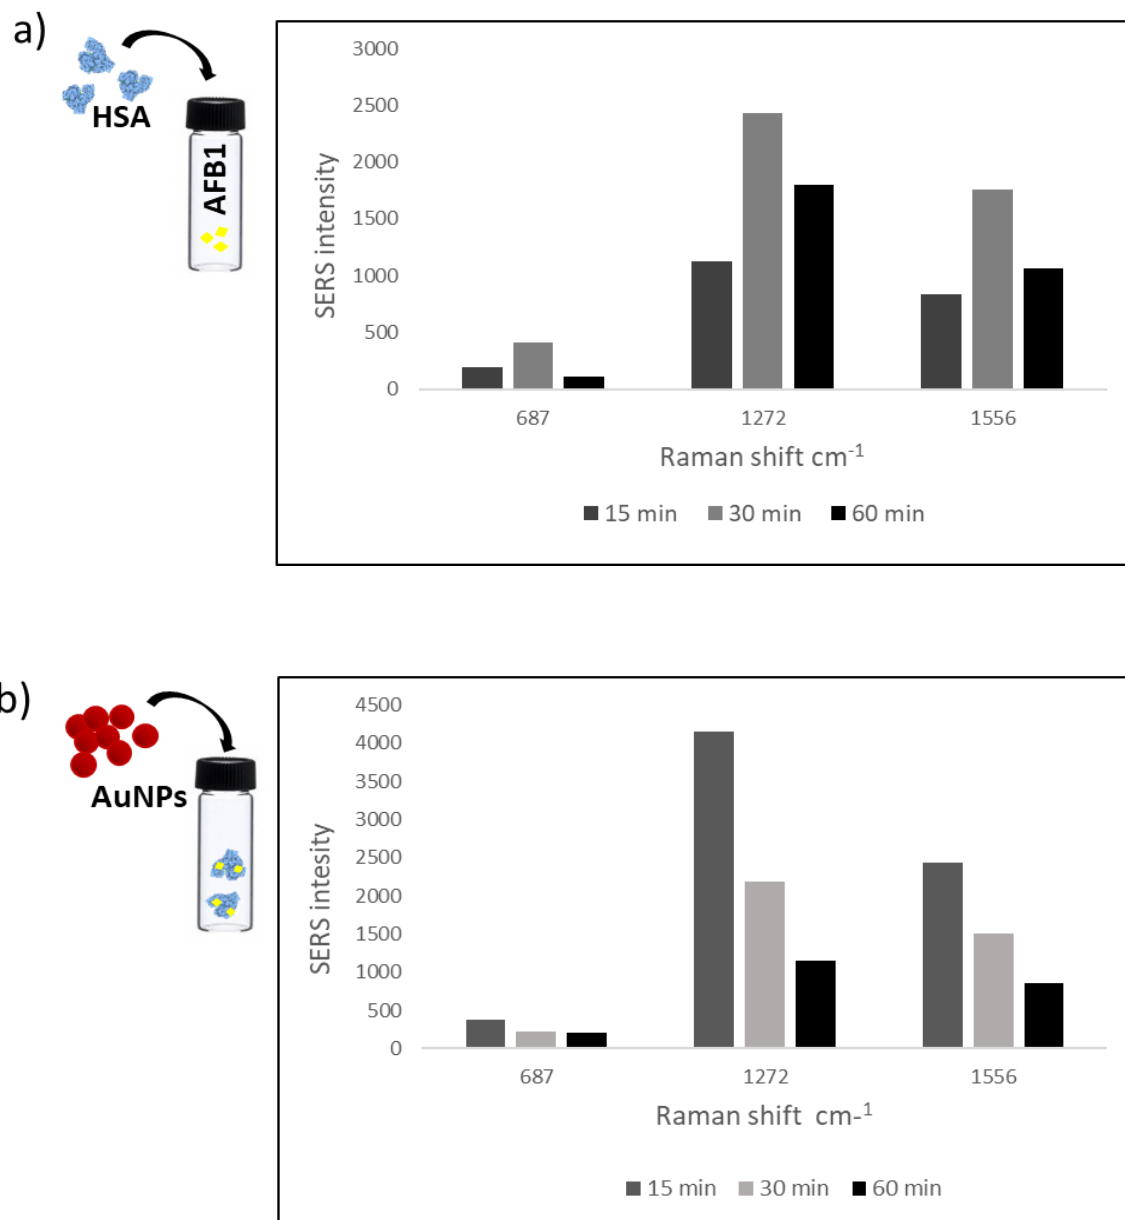 a)
HSA
AFB1
SERS intensity
3000
2500
2000
1500
1000
500
0
687 1272 1556
Raman shift cm⁻¹
15 min 30 min 60 min
b)
AuNPs
SERS intesity
4500
4000
3500
3000
2500
2000
1500
1000
500
0
687 1272 1556
Raman shift cm-¹
15 min 30 min 60 min